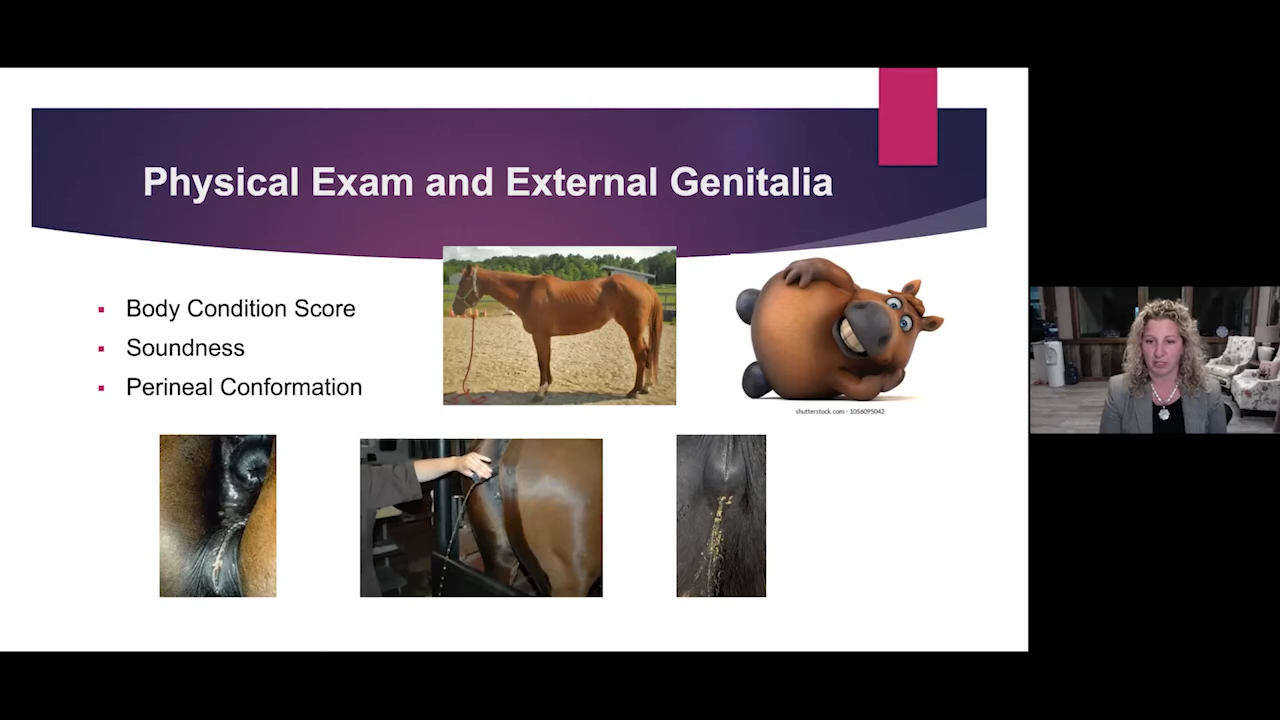 Physical Exam and External Genitalia
Body Condition Score
Soundness
Perineal Conformation
shutterstock.com · 1056095042